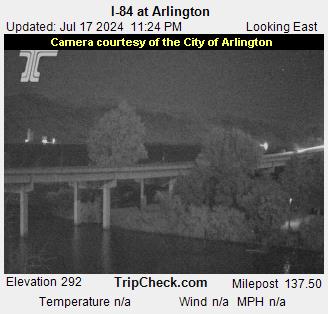 I-84 at Arlington
Updated: Jul 17 2024 11:24 PM Looking East
Camera courtesy of the City of Arlington
Elevation 292 TripCheck.com Milepost 137.50
Temperature n/a Wind n/a MPH n/a